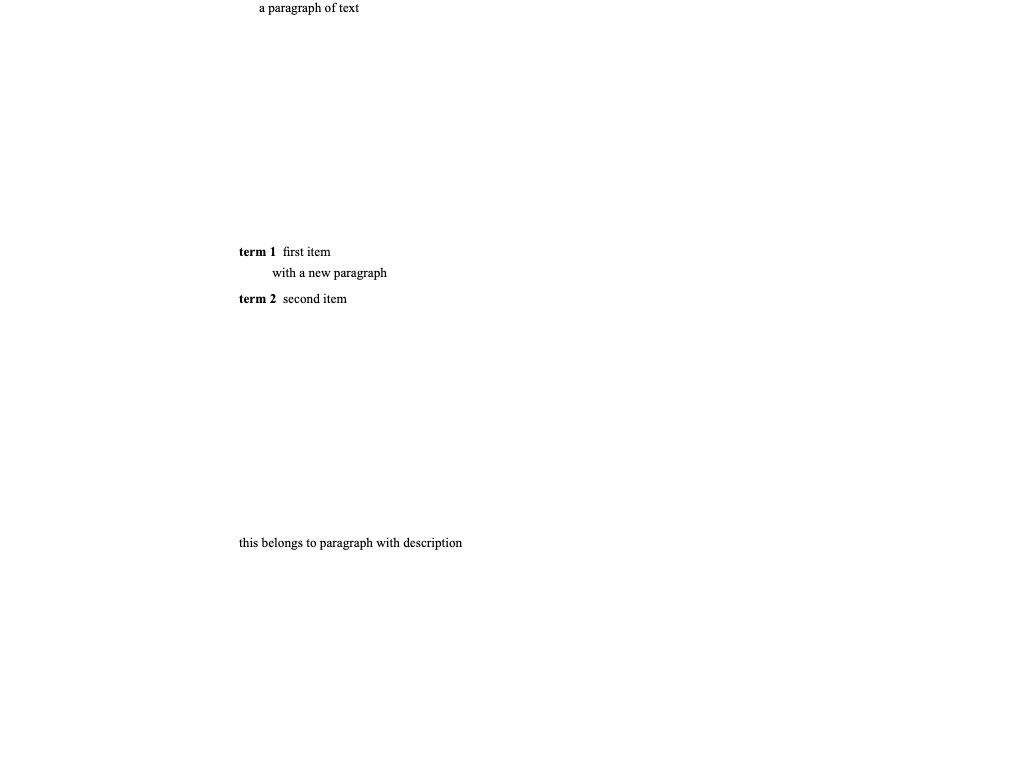 a paragraph of text
term 1 first item
with a new paragraph
term 2 second item
this belongs to paragraph with description